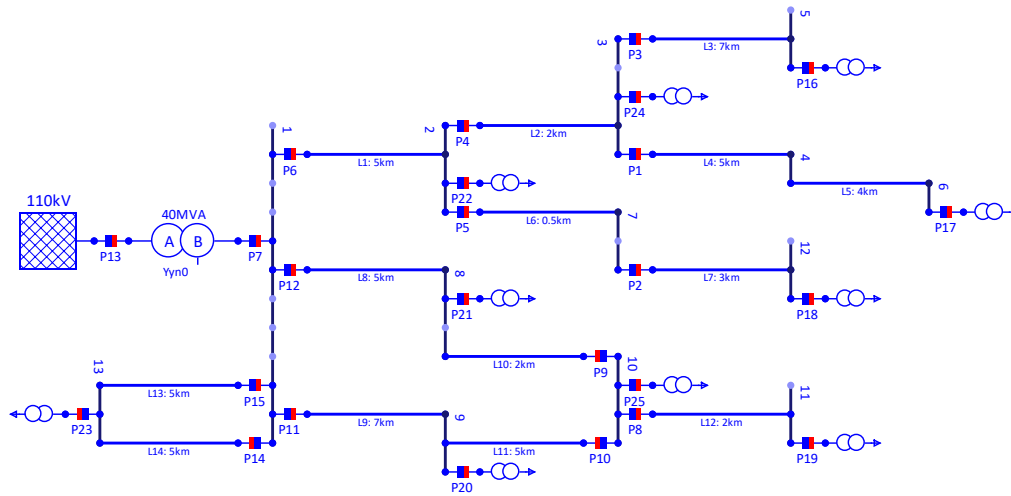 5
3
P3
L3: 7km
P16
P24
1
2
P4
L2: 2km
P6
L1: 5km
P1
L4: 5km
4
P22
L5: 4km
6
110kV
40MVA
P5
L6: 0.5km
7
P17
A
B
P13
Yyn0
P7
12
P12
L8: 5km
8
P2
L7: 3km
P21
P18
13
L10: 2km
P9
10
L13: 5km
P15
P25
11
P23
P11
L9: 7km
9
P8
L12: 2km
L14: 5km
P14
L11: 5km
P10
P19
P20